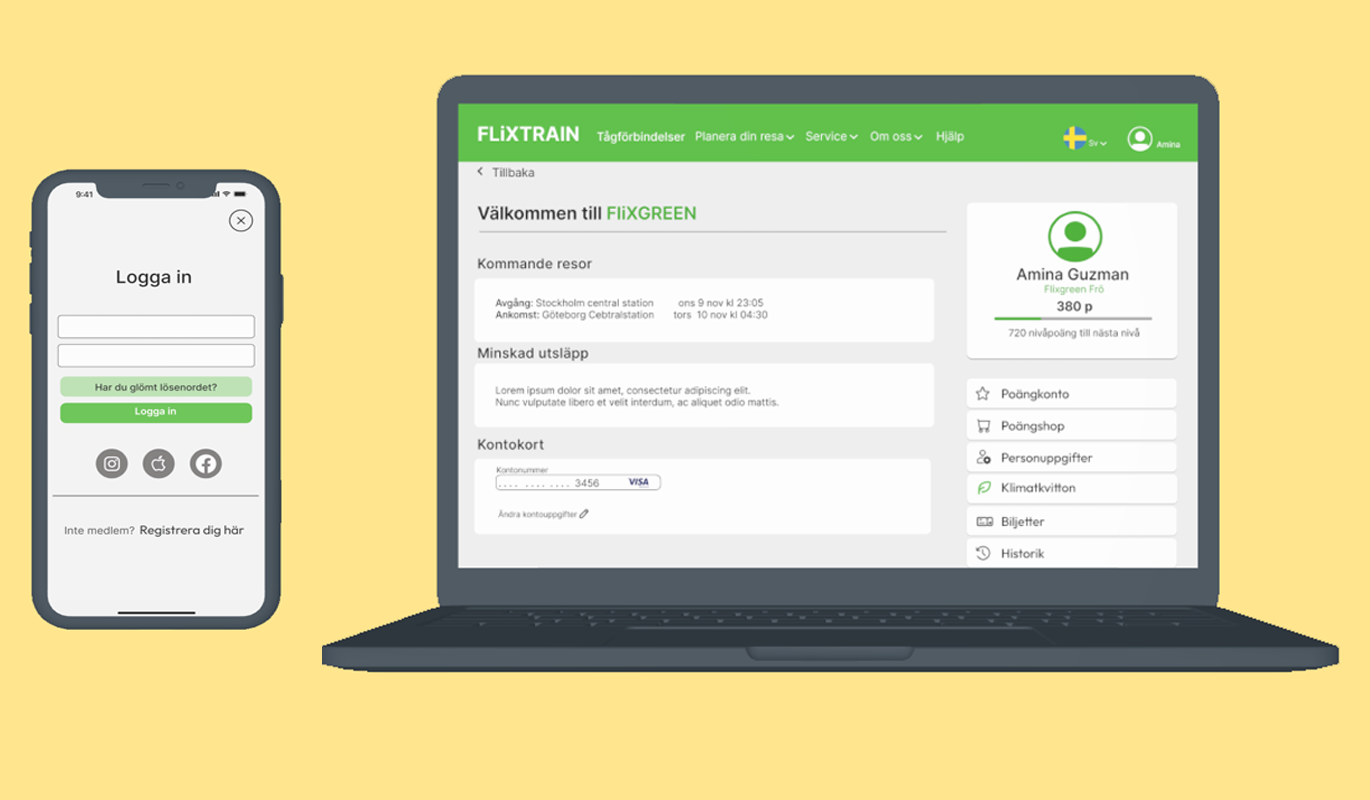 9:41
Logga in
Har du glömt lösenordet?
Logga in
Inte medlem? Registrera dig här
FLiXTRAIN Tågförbindelser Planera din resa Service Om oss Hjälp Sv Amina
Tillbaka
Välkommen till FliXGREEN
Kommande resor
Avgång: Stockholm central station ons 9 nov kl 23:05
Ankomst: Göteborg Cebtralstation tors 10 nov kl 04:30
Minskad utsläpp
Lorem ipsum dolor sit amet, consectetur adipiscing elit.
Nunc vulputate libero et velit interdum, ac aliquet odio mattis.
Kontokort
Kontonummer
.... .... .... 3456 VISA
Ändra kontouppgifter
Amina Guzman
Flixgreen Frö
380 p
720 nivåpoäng till nästa nivå
Poängkonto
Poängshop
Personuppgifter
Klimatkvitton
Biljetter
Historik